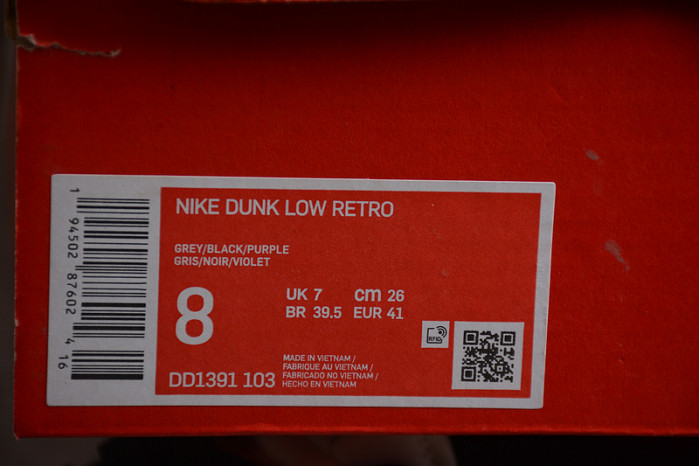 NIKE DUNK LOW RETRO
GREY/BLACK/PURPLE
GRIS/NOIR/VIOLET
8
UK 7 cm 26
BR 39.5 EUR 41
DD1391 103
MADE IN VIETNAM /
FABRIQUE AU VIETNAM /
FABRICADO NO VIETNAM /
HECHO EN VIETNAM
RFID
1 94502 87602 4 16